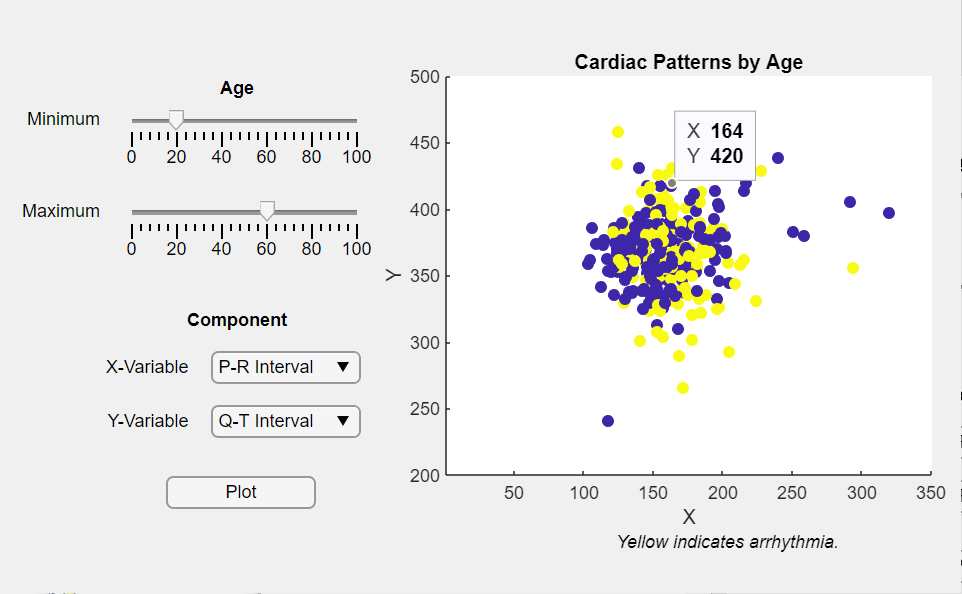 Age
Minimum
0 20 40 60 80 100
Maximum
0 20 40 60 80 100
Component
X-Variable P-R Interval
Y-Variable Q-T Interval
Plot
Cardiac Patterns by Age
500
450
400
350
300
250
200
Y
X 164
Y 420
50 100 150 200 250 300 350
X
Yellow indicates arrhythmia.